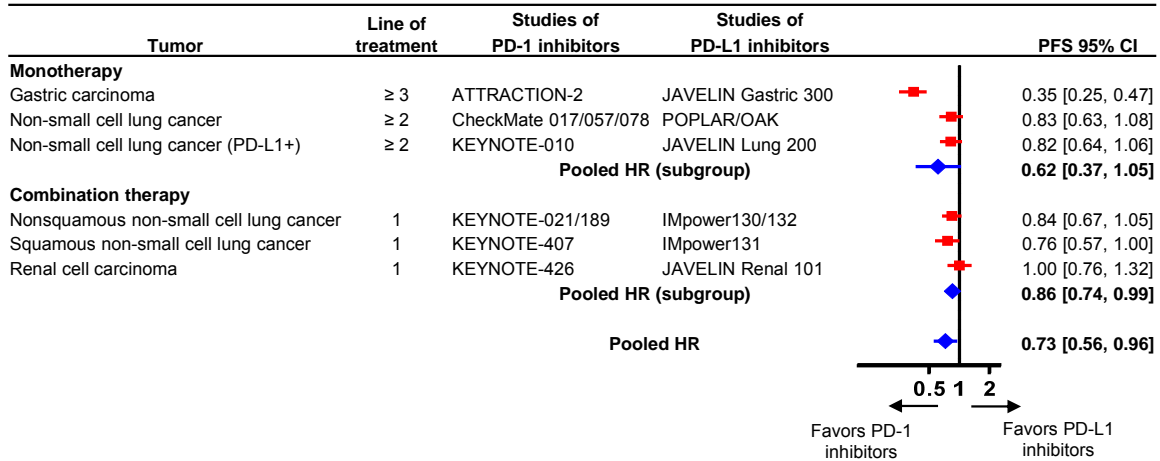 Tumor Line of treatment Studies of PD-1 inhibitors Studies of PD-L1 inhibitors PFS 95% CI
Monotherapy
Gastric carcinoma ≥ 3 ATTRACTION-2 JAVELIN Gastric 300 0.35 [0.25, 0.47]
Non-small cell lung cancer ≥ 2 CheckMate 017/057/078 POPLAR/OAK 0.83 [0.63, 1.08]
Non-small cell lung cancer (PD-L1+) ≥ 2 KEYNOTE-010 JAVELIN Lung 200 0.82 [0.64, 1.06]
Pooled HR (subgroup) 0.62 [0.37, 1.05]
Combination therapy
Nonsquamous non-small cell lung cancer 1 KEYNOTE-021/189 IMpower130/132 0.84 [0.67, 1.05]
Squamous non-small cell lung cancer 1 KEYNOTE-407 IMpower131 0.76 [0.57, 1.00]
Renal cell carcinoma 1 KEYNOTE-426 JAVELIN Renal 101 1.00 [0.76, 1.32]
Pooled HR (subgroup) 0.86 [0.74, 0.99]
Pooled HR 0.73 [0.56, 0.96]
0.5 1 2
Favors PD-1 inhibitors
Favors PD-L1 inhibitors